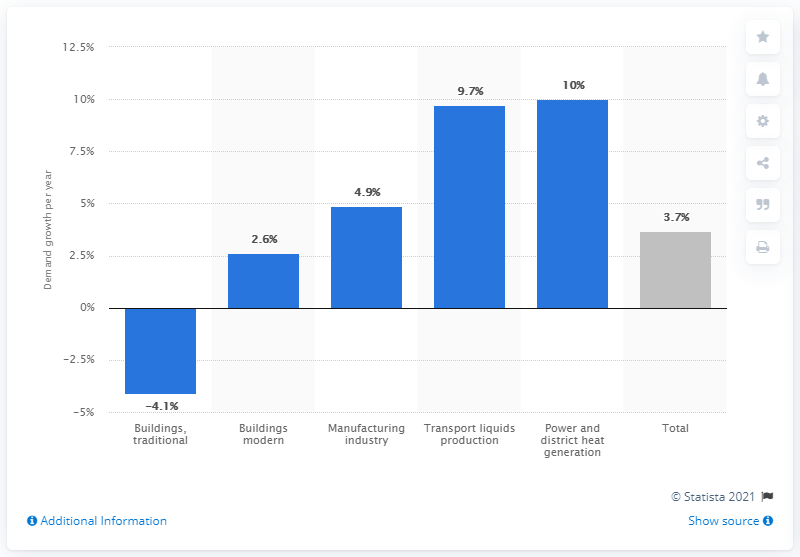 12.5%
10%
7.5%
5%
2.5%
0%
−2.5%
−5%
Demand growth per year
−4.1%
2.6%
4.9%
9.7%
10%
3.7%
Buildings,
traditional
Buildings
modern
Manufacturing
industry
Transport liquids
production
Power and
district heat
generation
Total
© Statista 2021
Additional Information
Show source